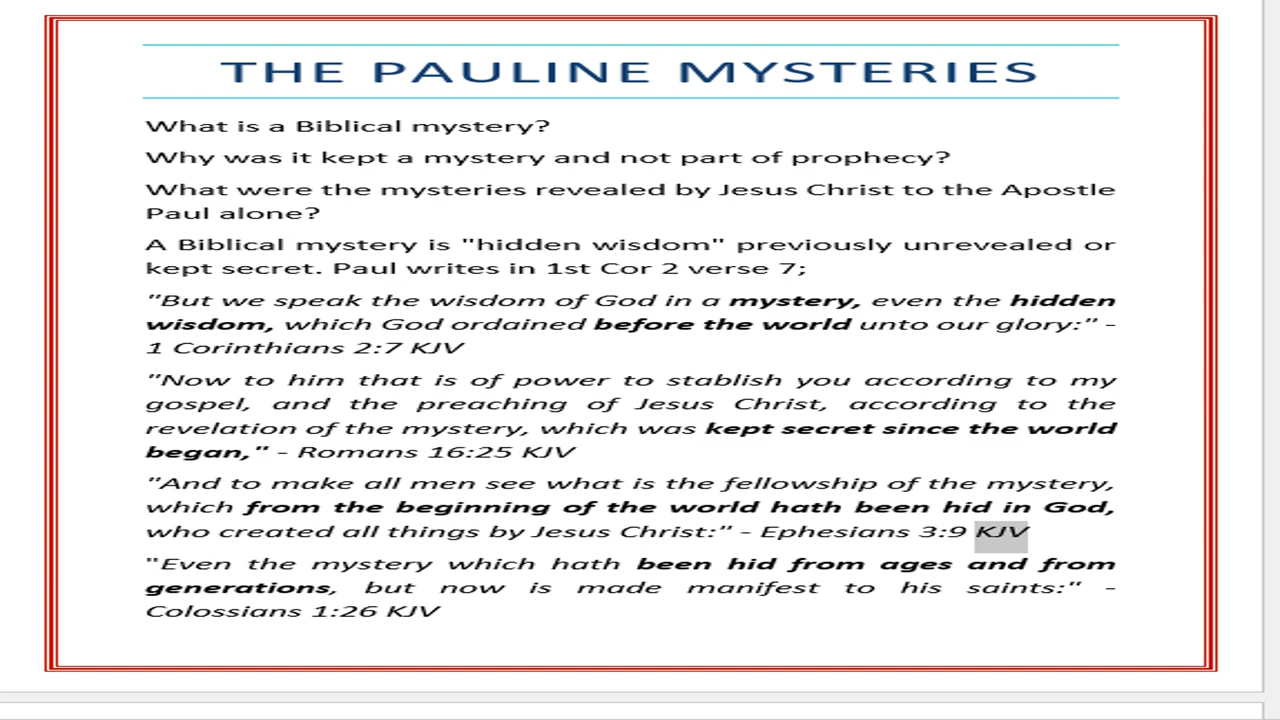 THE PAULINE MYSTERIES
What is a Biblical mystery?
Why was it kept a mystery and not part of prophecy?
What were the mysteries revealed by Jesus Christ to the Apostle
Paul alone?
A Biblical mystery is "hidden wisdom" previously unrevealed or
kept secret. Paul writes in 1st Cor 2 verse 7;
"But we speak the wisdom of God in a mystery, even the hidden
wisdom, which God ordained before the world unto our glory:" -
1 Corinthians 2:7 KJV
"Now to him that is of power to stablish you according to my
gospel, and the preaching of Jesus Christ, according to the
revelation of the mystery, which was kept secret since the world
began," - Romans 16:25 KJV
"And to make all men see what is the fellowship of the mystery,
which from the beginning of the world hath been hid in God,
who created all things by Jesus Christ:" - Ephesians 3:9 KJV
"Even the mystery which hath been hid from ages and from
generations, but now is made manifest to his saints:" -
Colossians 1:26 KJV